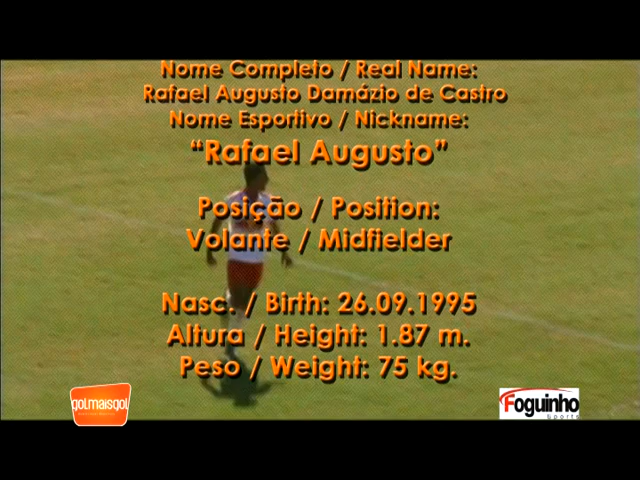 Nome Completo / Real Name:
Rafael Augusto Damázio de Castro
Nome Esportivo / Nickname:
“Rafael Augusto”
Posição / Position:
Volante / Midfielder
Nasc. / Birth: 26.09.1995
Altura / Height: 1.87 m.
Peso / Weight: 75 kg.
golmaisgol
Foguinho
Sports